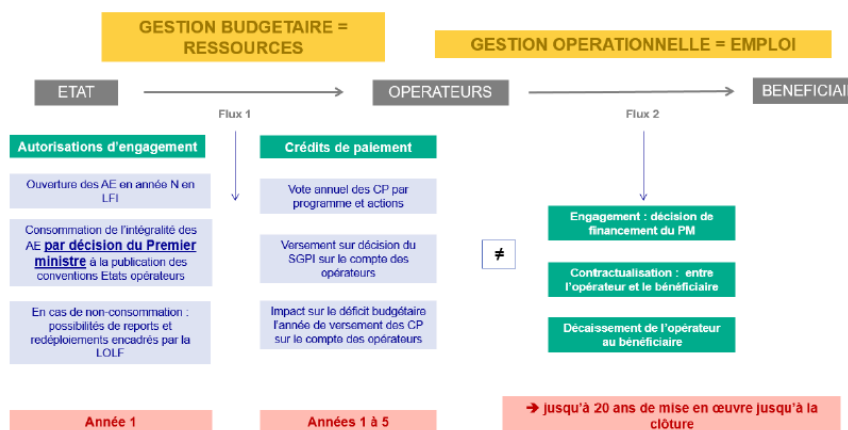 GESTION BUDGETAIRE =
RESSOURCES
GESTION OPERATIONNELLE = EMPLOI
ETAT
OPERATEURS
BENEFICIAI
Flux 1
Flux 2
Autorisations d'engagement
Ouverture des AE en année N en
LFI
Consommation de l'intégralité des
AE par décision du Premier
ministre à la publication des
conventions Etats opérateurs
En cas de non-consommation :
possibilités de reports et
redéploiements encadrés par la
LOLF
Année 1
Crédits de paiement
Vote annuel des CP par
programme et actions
Versement sur décision du
SGPI sur le compte des
opérateurs
Impact sur le déficit budgétaire
l'année de versement des CP
sur le compte des opérateurs
Années 1 à 5
≠
Engagement : décision de
financement du PM
Contractualisation : entre
l'opérateur et le bénéficiaire
Décaissement de l'opérateur
au bénéficiaire
➔ jusqu'à 20 ans de mise en œuvre jusqu'à la
clôture